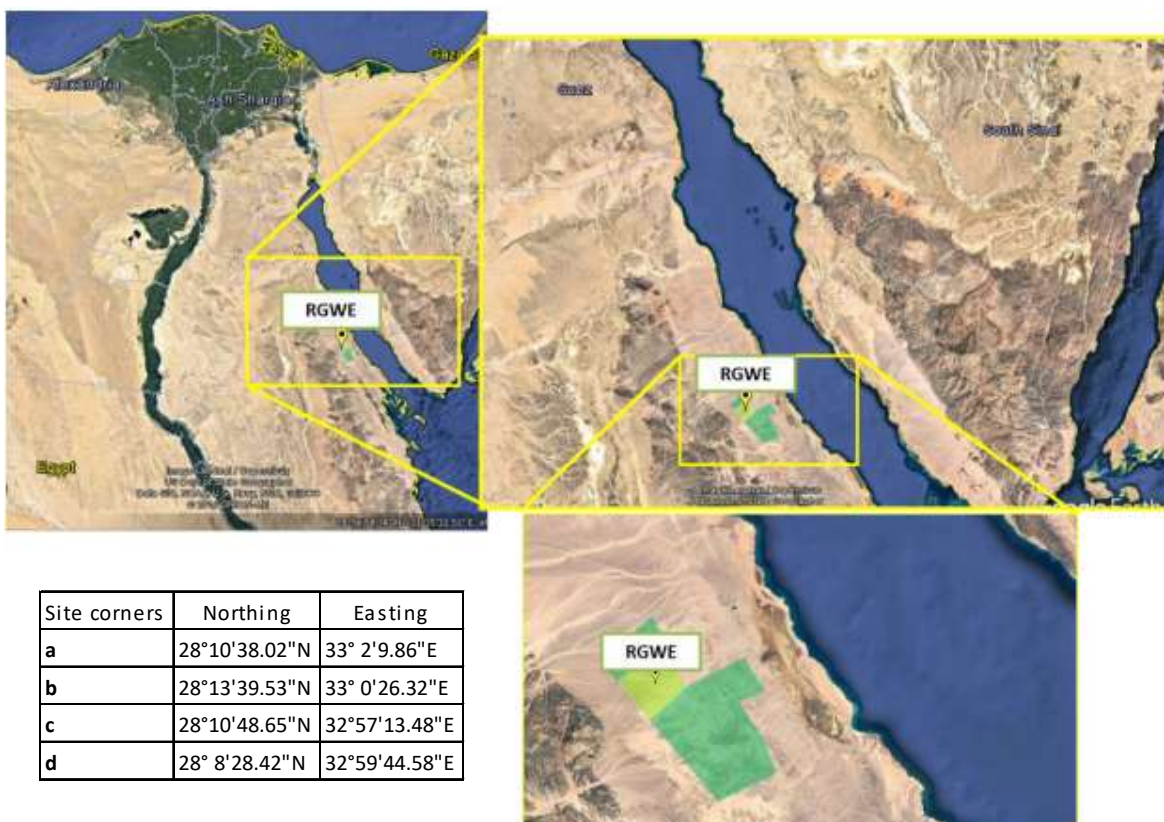 Alexandria
Ash Sharqia
Gaza
RGWE
Egypt
Suez
South Sinai
RGWE
RGWE
Site corners Northing Easting
a 28°10'38.02"N 33° 2'9.86"E
b 28°13'39.53"N 33° 0'26.32"E
c 28°10'48.65"N 32°57'13.48"E
d 28° 8'28.42"N 32°59'44.58"E